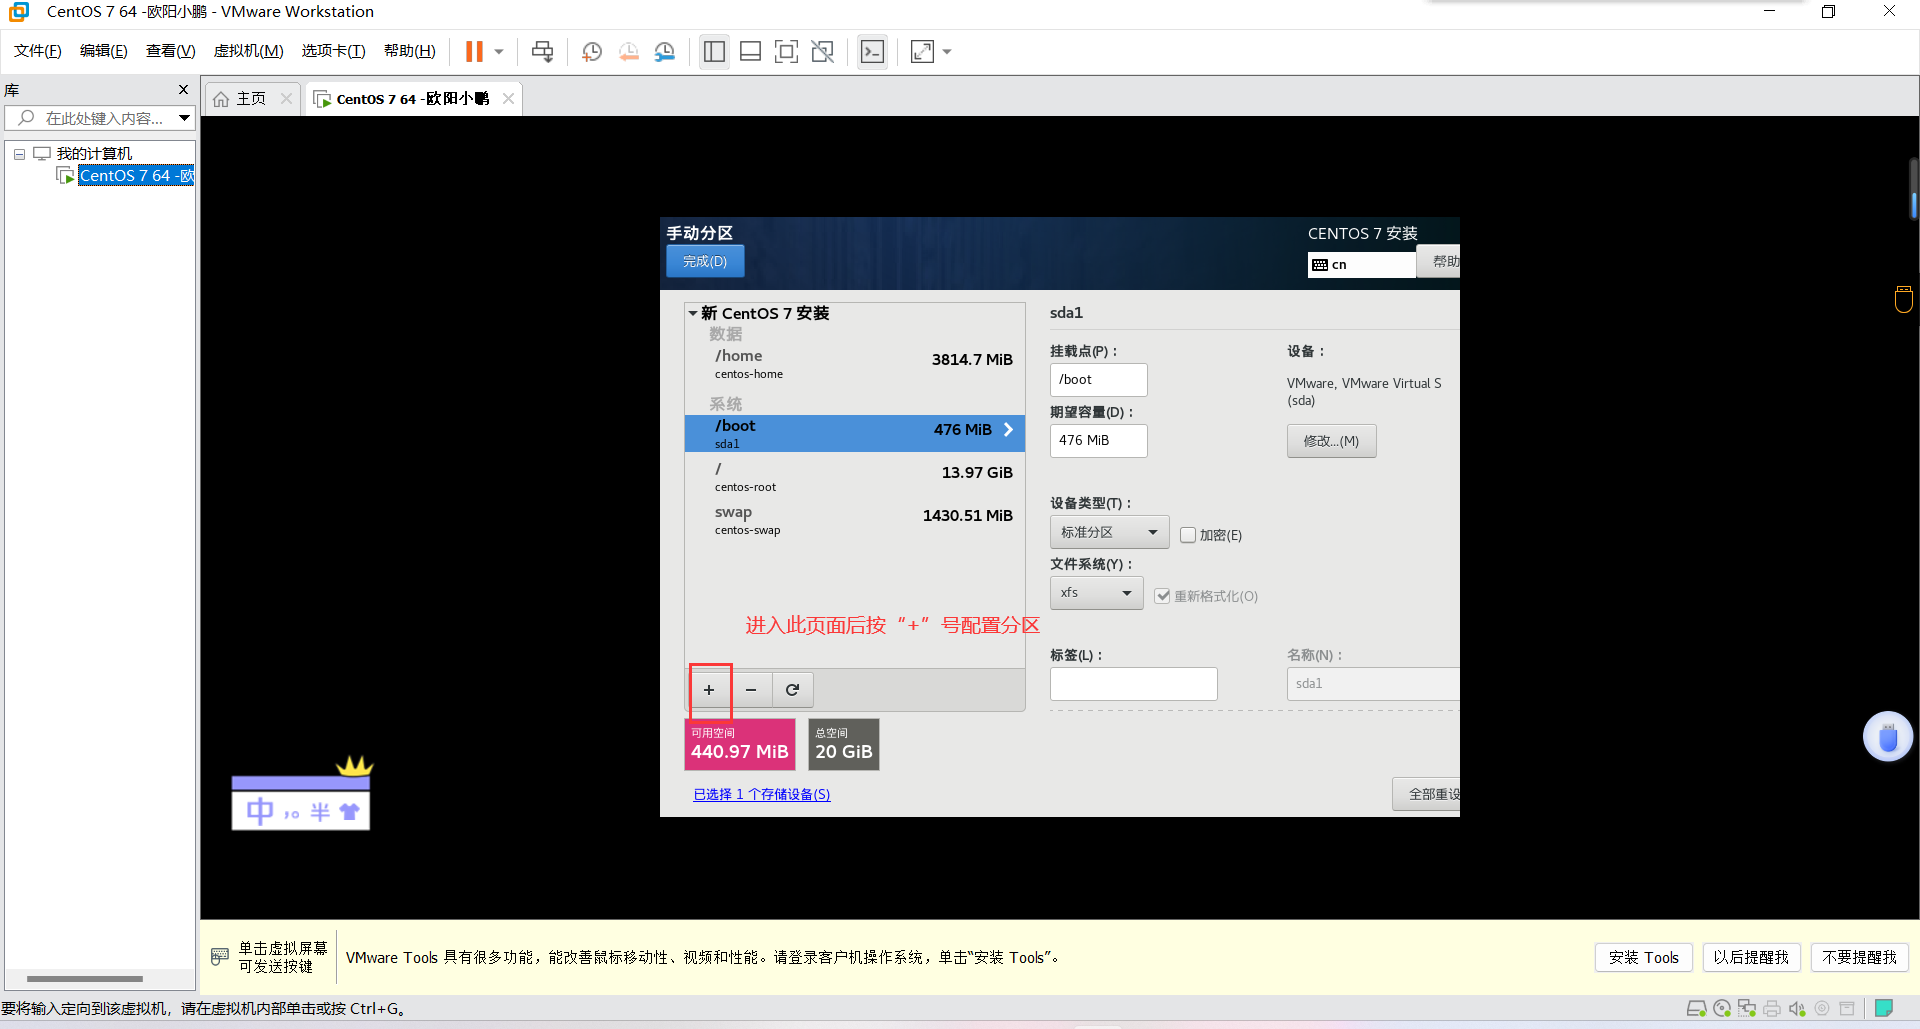 CentOS 7 64 -欧阳小鹏 - VMware Workstation
文件(F) 编辑(E) 查看(V) 虚拟机(M) 选项卡(T) 帮助(H)
库
在此处键入内容...
我的计算机
CentOS 7 64 -欧
主页
CentOS 7 64 -欧阳小鹏
手动分区
完成(D)
CENTOS 7 安装
cn
帮助
新 CentOS 7 安装
数据
/home
3814.7 MiB
centos-home
系统
/boot
476 MiB
sda1
/
13.97 GiB
centos-root
swap
1430.51 MiB
centos-swap
进入此页面后按“+”号配置分区
+ −
可用空间
440.97 MiB
总空间
20 GiB
已选择 1 个存储设备(S)
sda1
挂载点(P)：
/boot
期望容量(D)：
476 MiB
设备：
VMware, VMware Virtual S
(sda)
修改...(M)
设备类型(T)：
标准分区
加密(E)
文件系统(Y)：
xfs
重新格式化(O)
标签(L)：
名称(N)：
sda1
全部重设
中 ,。半
单击虚拟屏幕
可发送按键
VMware Tools 具有很多功能，能改善鼠标移动性、视频和性能。请登录客户机操作系统，单击“安装 Tools”。
安装 Tools
以后提醒我
不要提醒我
要将输入定向到该虚拟机，请在虚拟机内部单击或按 Ctrl+G。